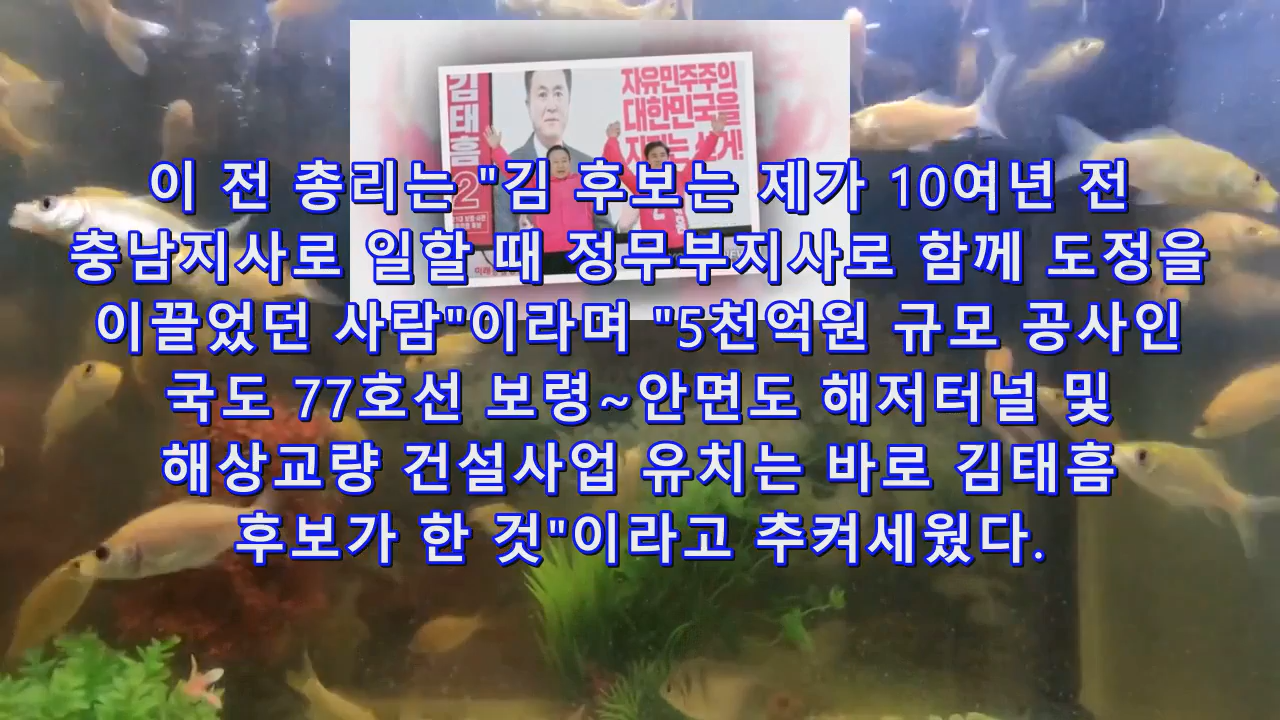 김태흠
2
자유민주주의
대한민국을
이 전 총리는 "김 후보는 제가 10여년 전
충남지사로 일할 때 정무부지사로 함께 도정을
이끌었던 사람"이라며 "5천억원 규모 공사인
국도 77호선 보령~안면도 해저터널 및
해상교량 건설사업 유치는 바로 김태흠
후보가 한 것"이라고 추켜세웠다.